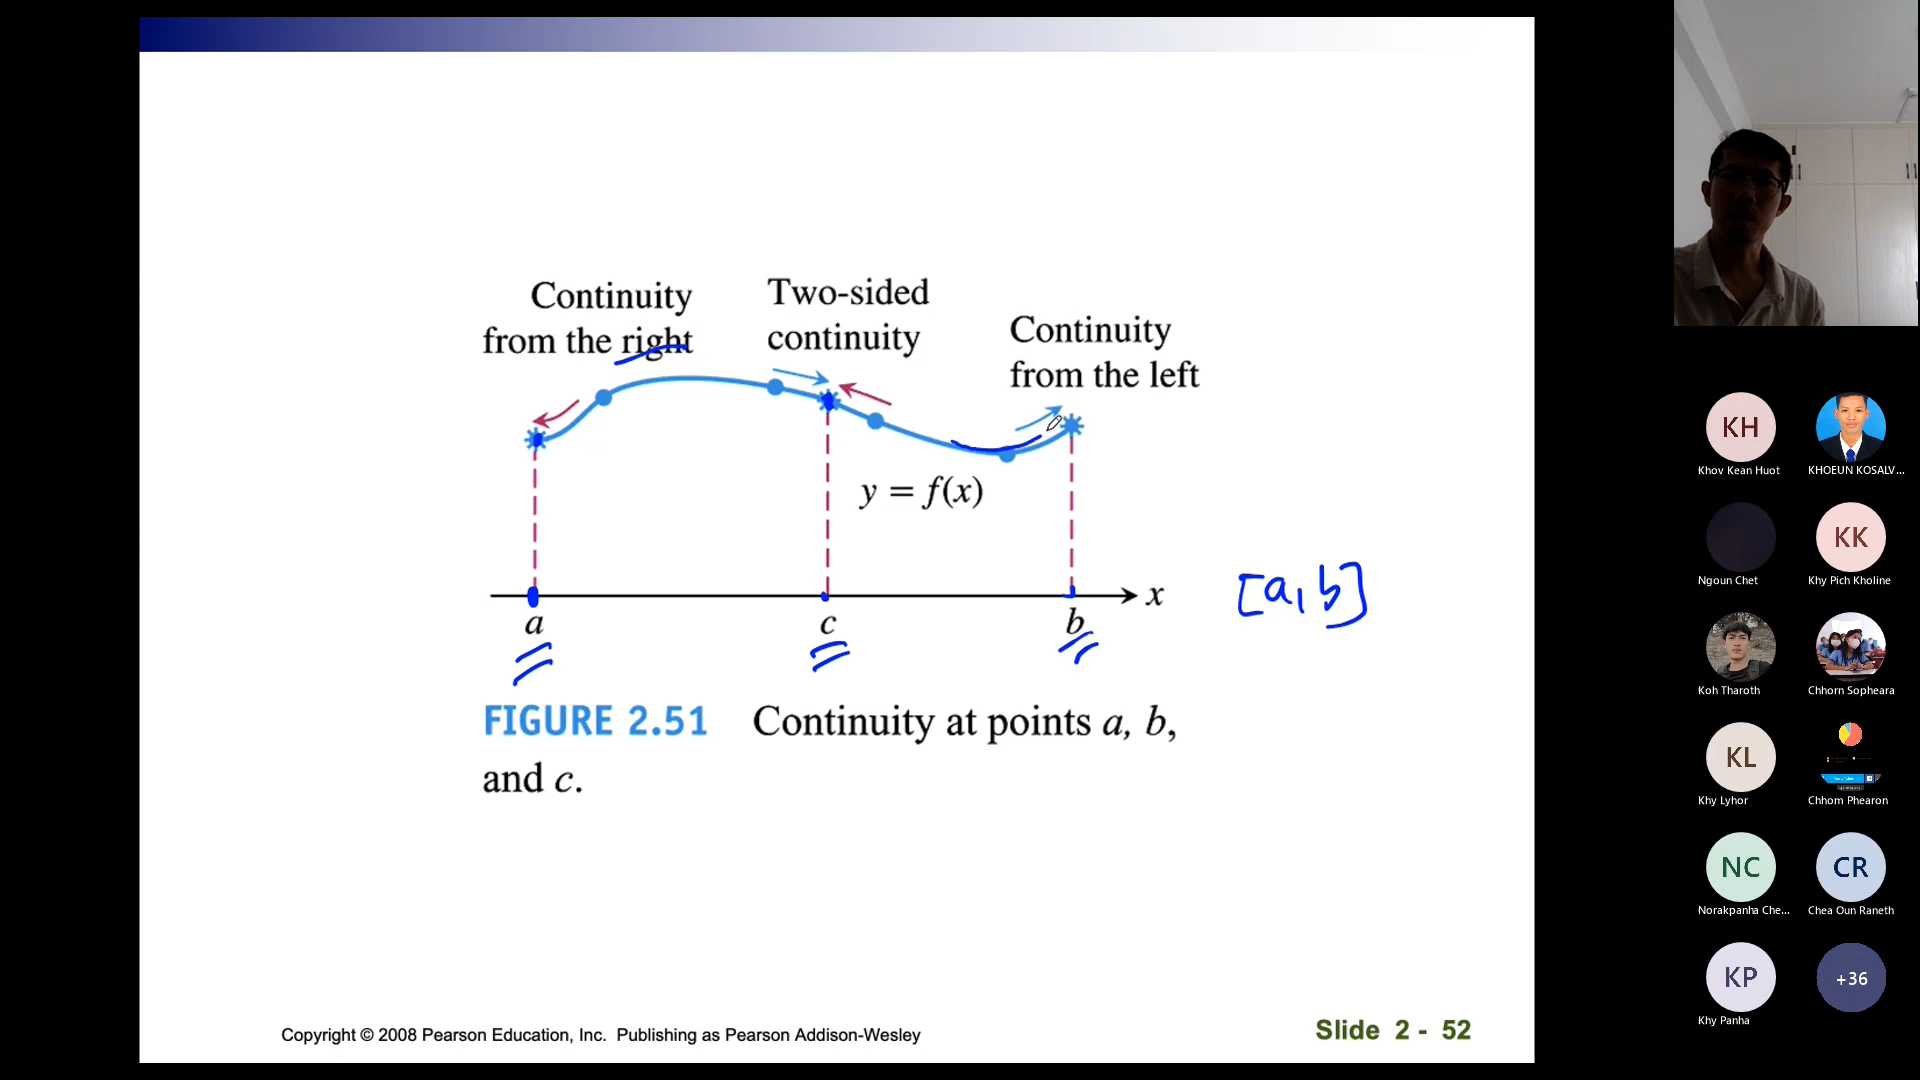 Continuity
from the right
Two-sided
continuity
Continuity
from the left
y = f(x)
x
[a, b]
a
c
b
FIGURE 2.51 Continuity at points a, b,
and c.
Copyright © 2008 Pearson Education, Inc. Publishing as Pearson Addison-Wesley
Slide 2 - 52
KH
Khov Kean Huot
KHOEUN KOSALV...
Ngoun Chet
KK
Khy Pich Kholine
Koh Tharoth
Chhorn Sopheara
KL
Khy Lyhor
Chhom Phearon
NC
Norakpanha Che...
CR
Chea Oun Raneth
KP
Khy Panha
+36